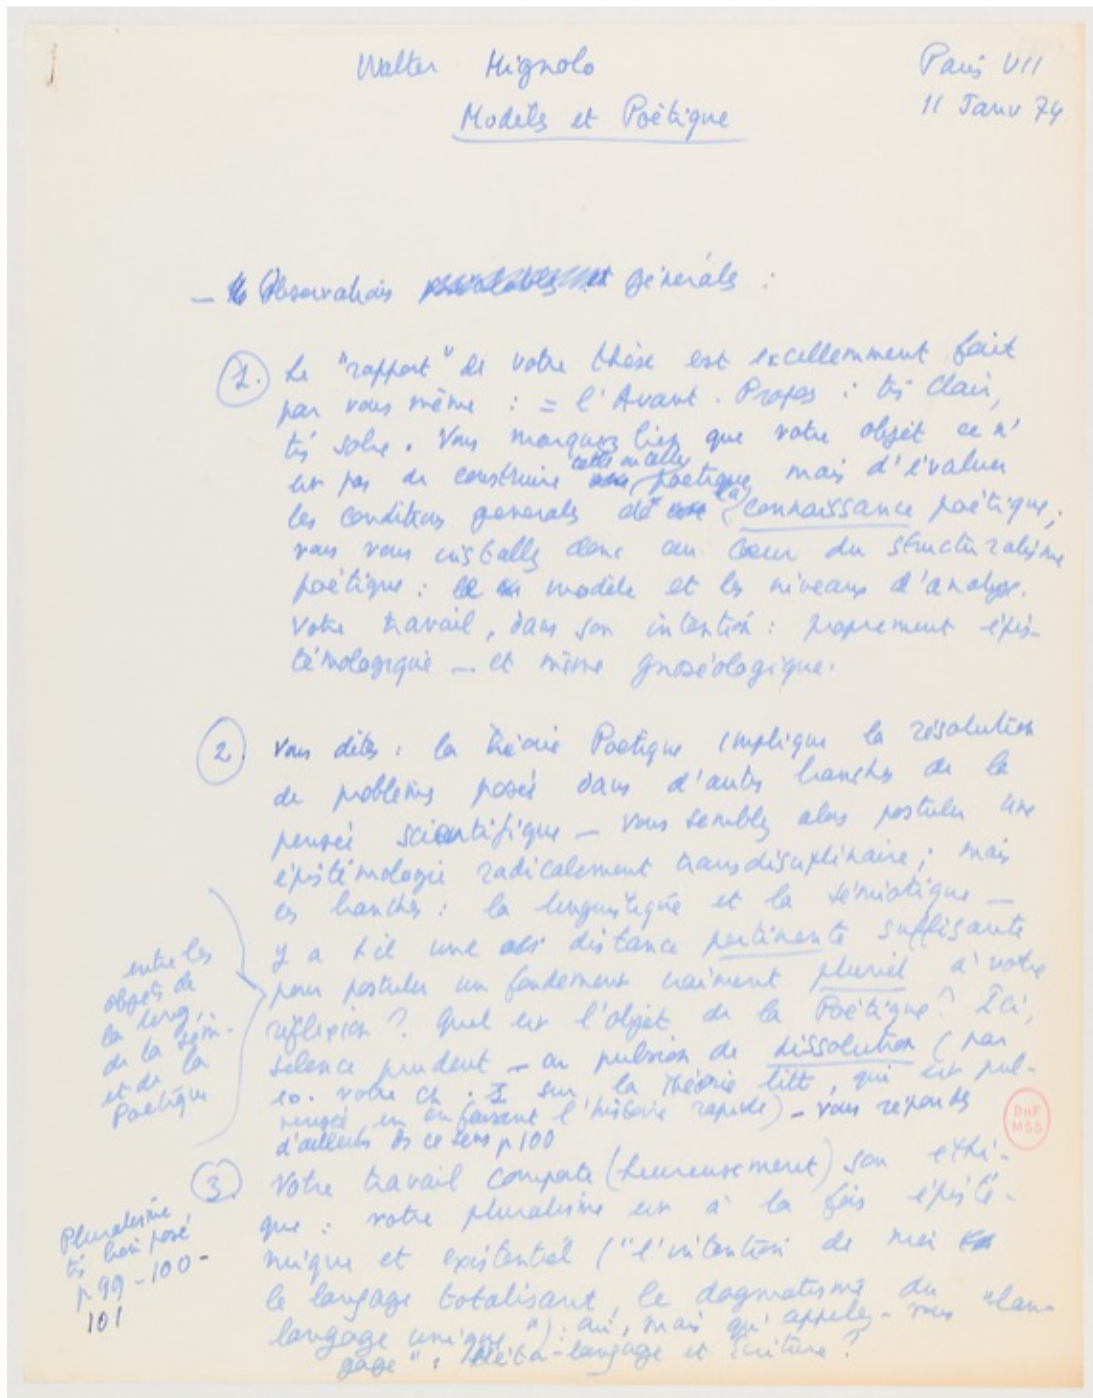 Walter Mignolo
Modèles et Poétique
Paris VII
11 Janv 74
— Observations générales :
1. Le "rapport" de votre thèse est excellemment fait
par vous même : = l'Avant-Propos : très clair,
très sobre. Vous marquez bien que votre objet ce n'
est pas de construire telle ou telle poétique, mais d'évaluer
les conditions générales de (la) connaissance poétique ;
vous vous installez donc au cœur du structuralisme
poétique : le modèle et les niveaux d'analyse.
Votre travail, dans son intention : proprement épis-
témologique — et même gnoséologique.
2. Vous dites : la théorie Poétique implique la résolution
de problèmes posés dans d'autres branches de la
pensée scientifique — vous semblez alors postuler une
épistémologie radicalement transdisciplinaire ; mais
ces branches : la linguistique et la sémiotique —
y a t-il une distance pertinente suffisante
pour postuler un fondement vraiment pluriel à votre
réflexion ? Quel est l'objet de la Poétique ? Ici,
silence prudent — ou pulsion de dissolution (par
ex. votre Ch. I sur la Théorie litt, qui est
en en faisant l'histoire rapide) — vous répondez
d'ailleurs ds ce sens p 100
entre les
objets de
la ling,
de la sém-
et de la
Poétique
3. Votre travail comporte (heureusement) son éthi-
que : votre pluralisme est à la fois épisté-
mique et existentiel ("l'intention de
le langage totalisant, le dogmatisme du
langage unique") : oui, mais qu'appelez-vous "lan-
gage" : Méta-langage et Écriture ?
Pluralisme,
très bien posé
p 99-100-
101
BnF
MSS